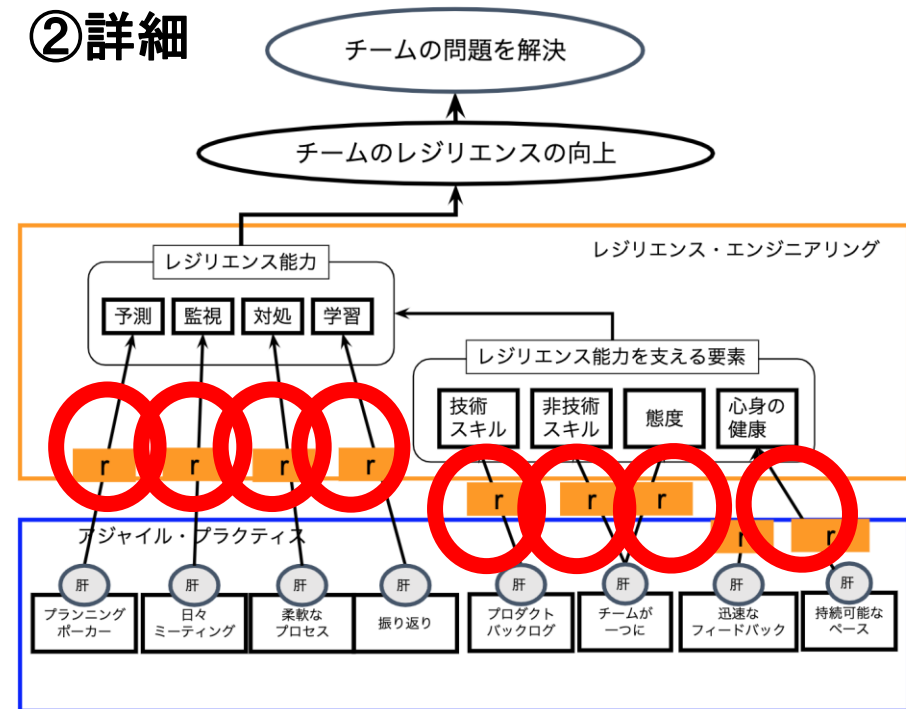 ②詳細
チームの問題を解決
チームのレジリエンスの向上
レジリエンス・エンジニアリング
レジリエンス能力
予測
監視
対処
学習
レジリエンス能力を支える要素
技術
スキル
非技術
スキル
態度
心身の
健康
r
r
r
r
r
r
r
r
r
アジャイル・プラクティス
肝
肝
肝
肝
肝
肝
肝
肝
プランニング
ポーカー
日々
ミーティング
柔軟な
プロセス
振り返り
プロダクト
バックログ
チームが
一つに
迅速な
フィードバック
持続可能な
ペース